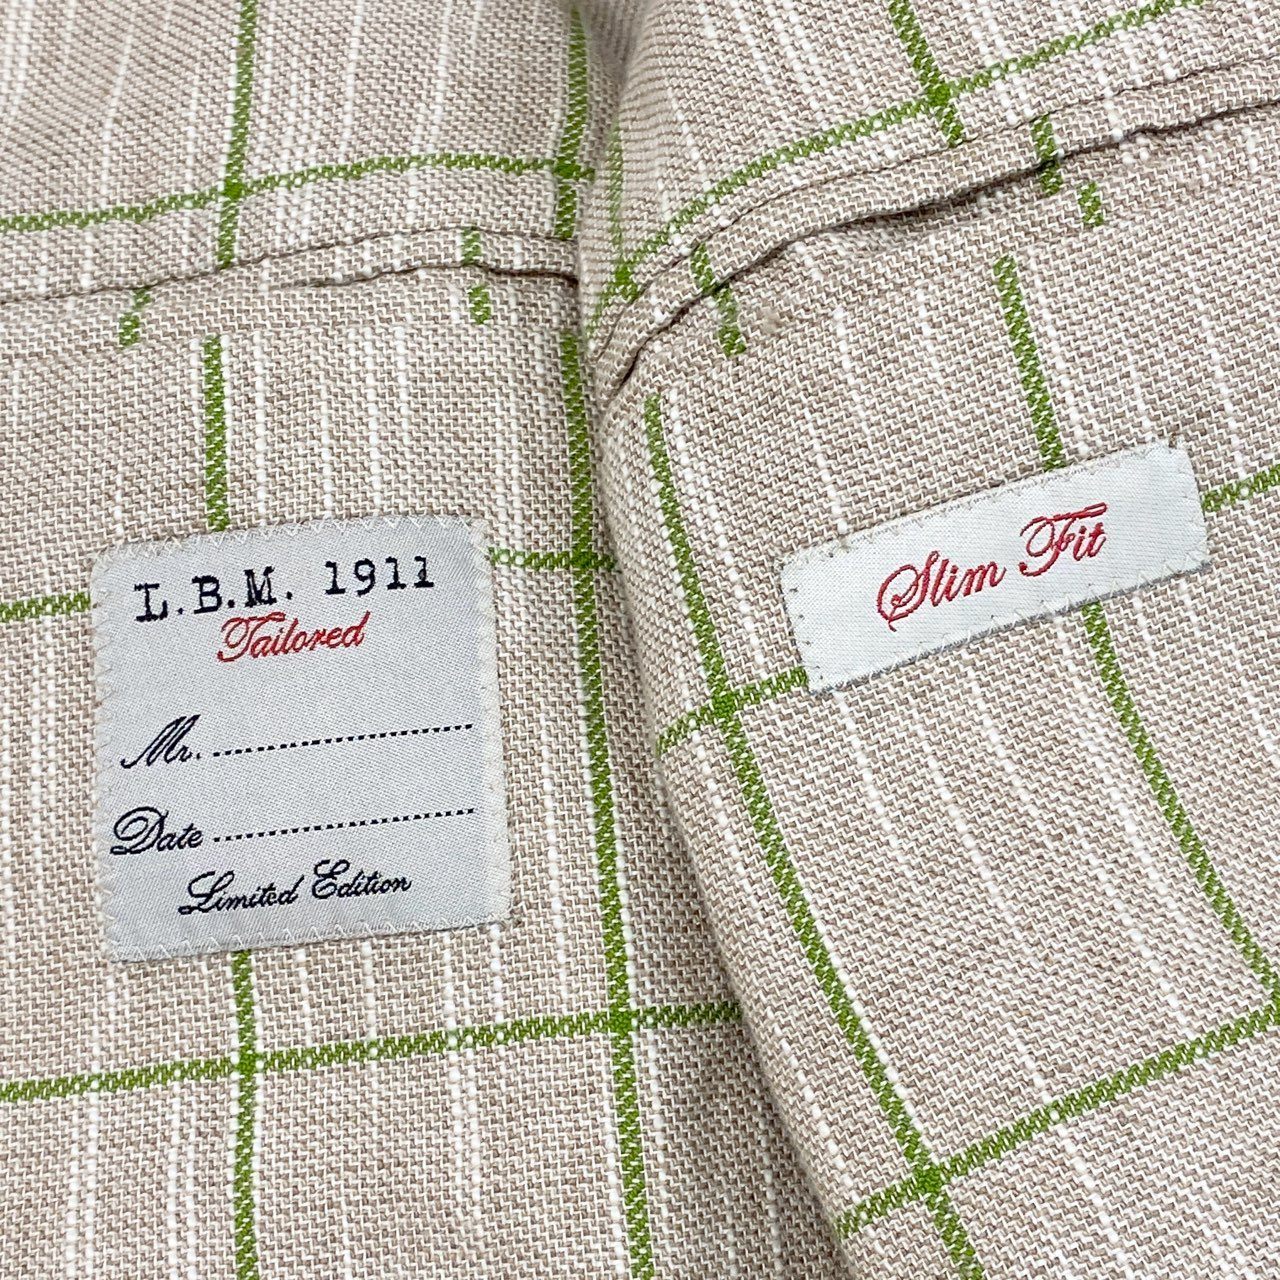 L.B.M. 1911
Tailored
Mr. ........................
Date ........................
Limited Edition
Slim Fit